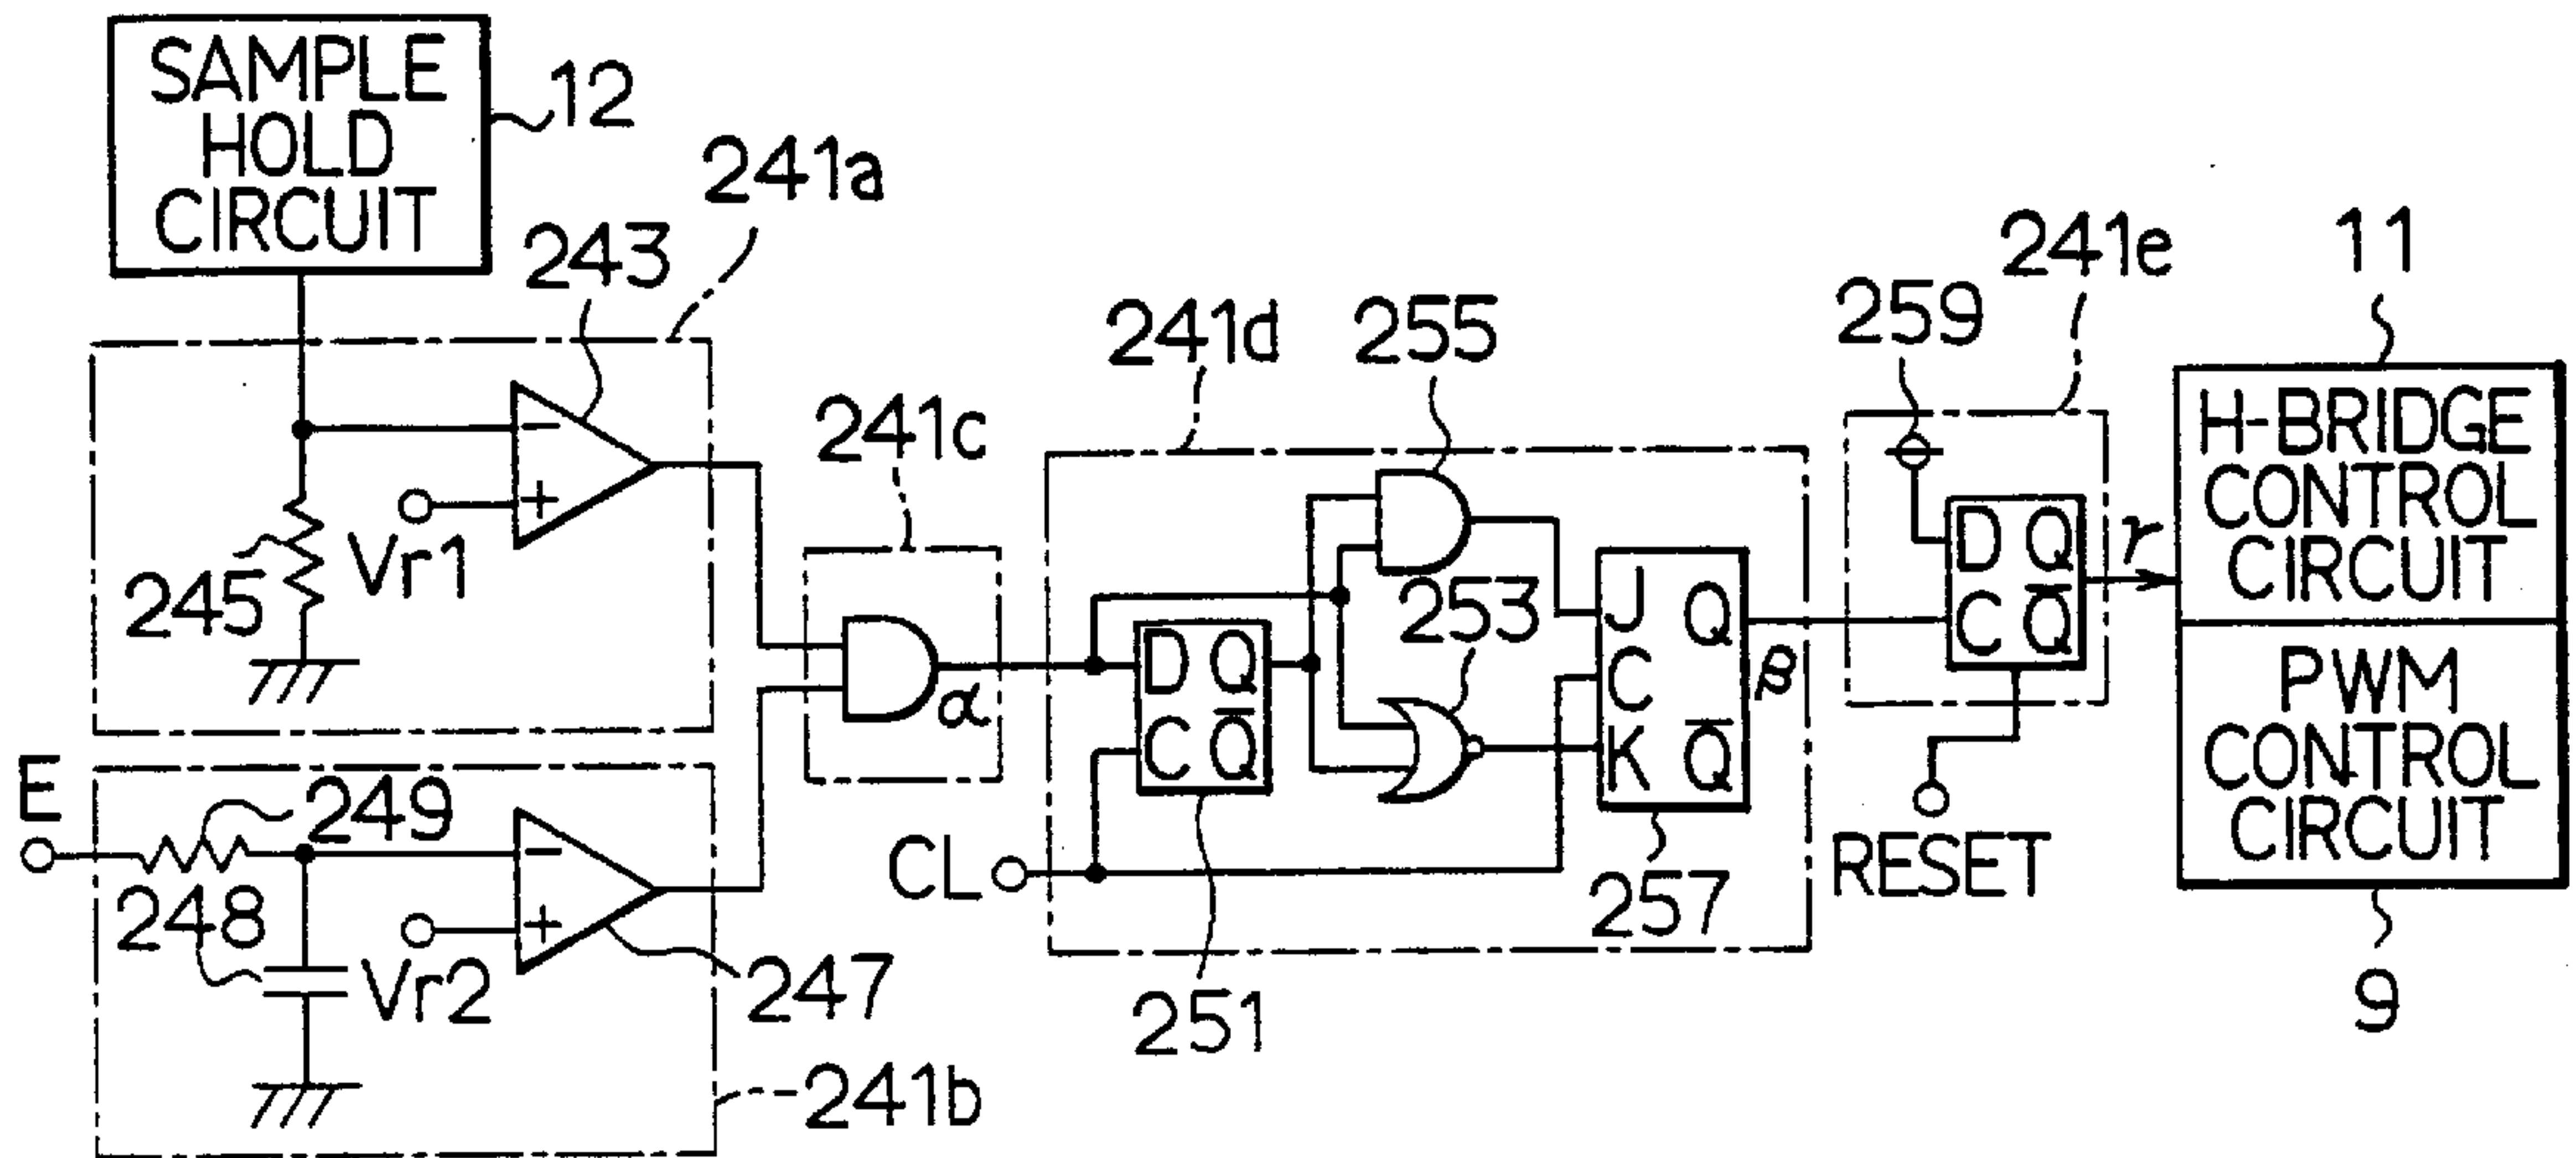 SAMPLE
HOLD
CIRCUIT
12
241a
243
245
Vr1
241c
α
E
249
248
Vr2
247
241b
241d
255
253
D Q
C Q̅
251
CL
J Q
C
K Q̅
257
β
259
241e
D Q
C Q̅
RESET
γ
11
H-BRIDGE
CONTROL
CIRCUIT
PWM
CONTROL
CIRCUIT
9